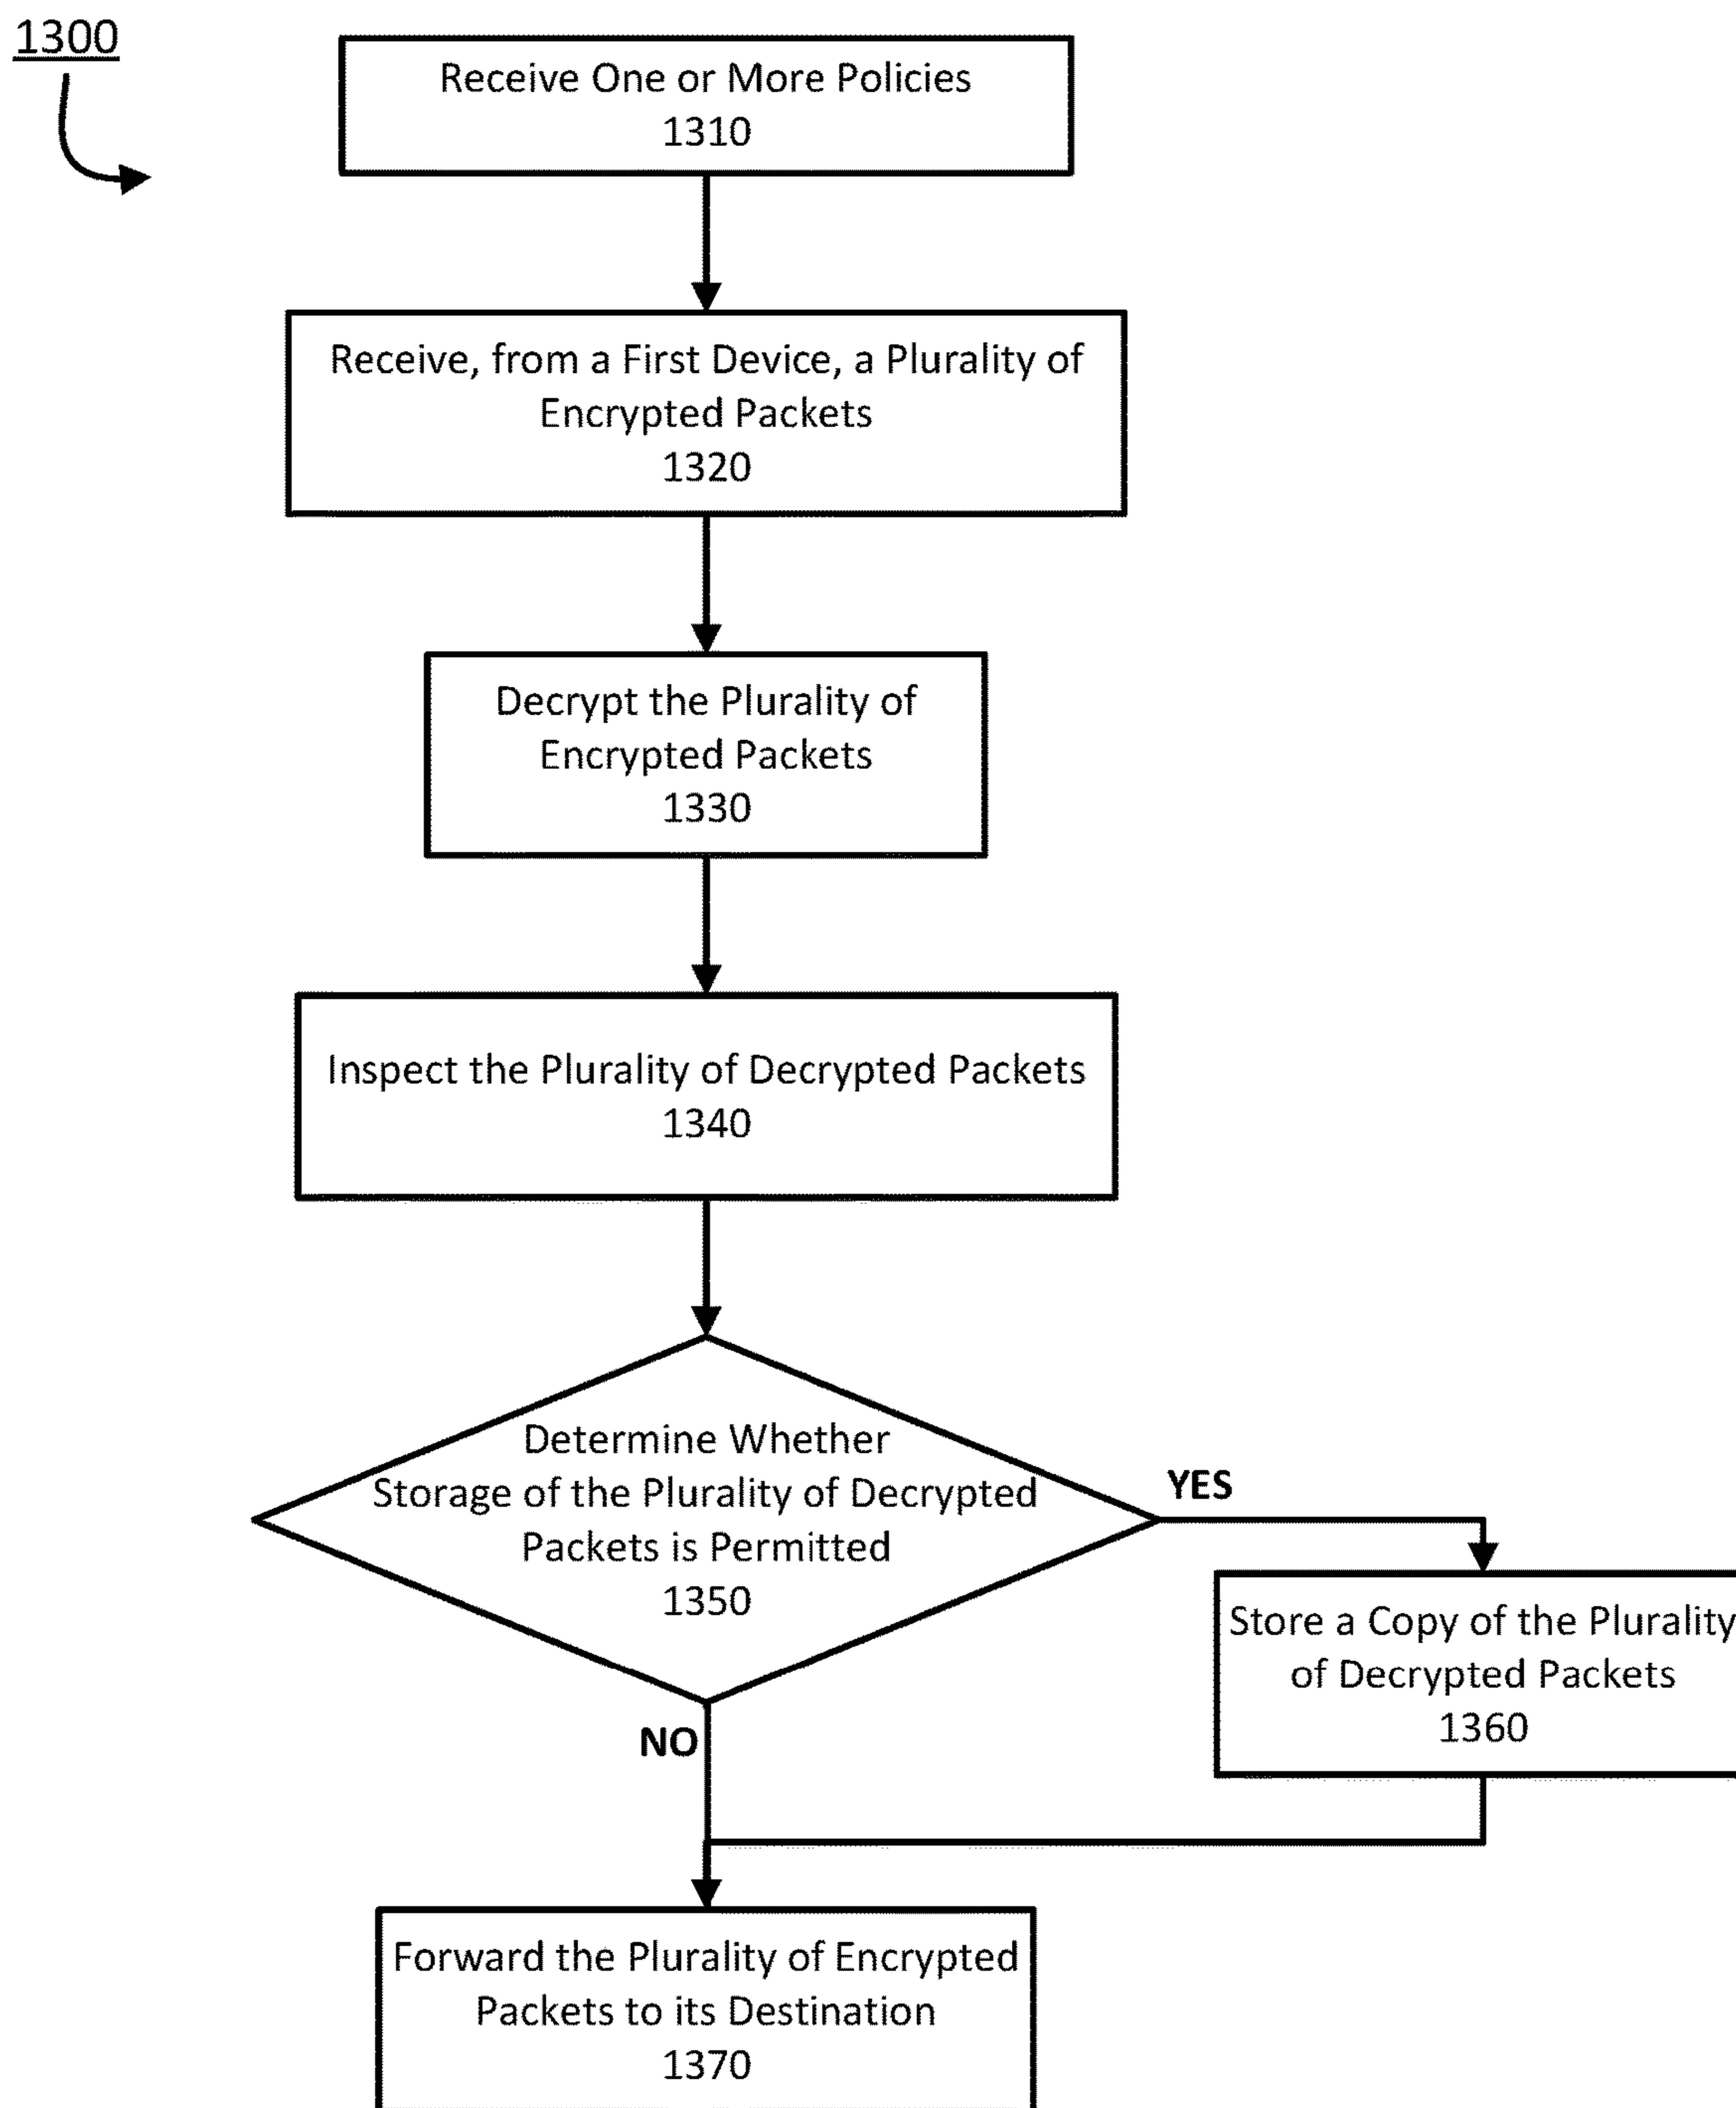 1300
Receive One or More Policies
1310
Receive, from a First Device, a Plurality of
Encrypted Packets
1320
Decrypt the Plurality of
Encrypted Packets
1330
Inspect the Plurality of Decrypted Packets
1340
Determine Whether
Storage of the Plurality of Decrypted
Packets is Permitted
1350
YES
Store a Copy of the Plurality
of Decrypted Packets
1360
NO
Forward the Plurality of Encrypted
Packets to its Destination
1370